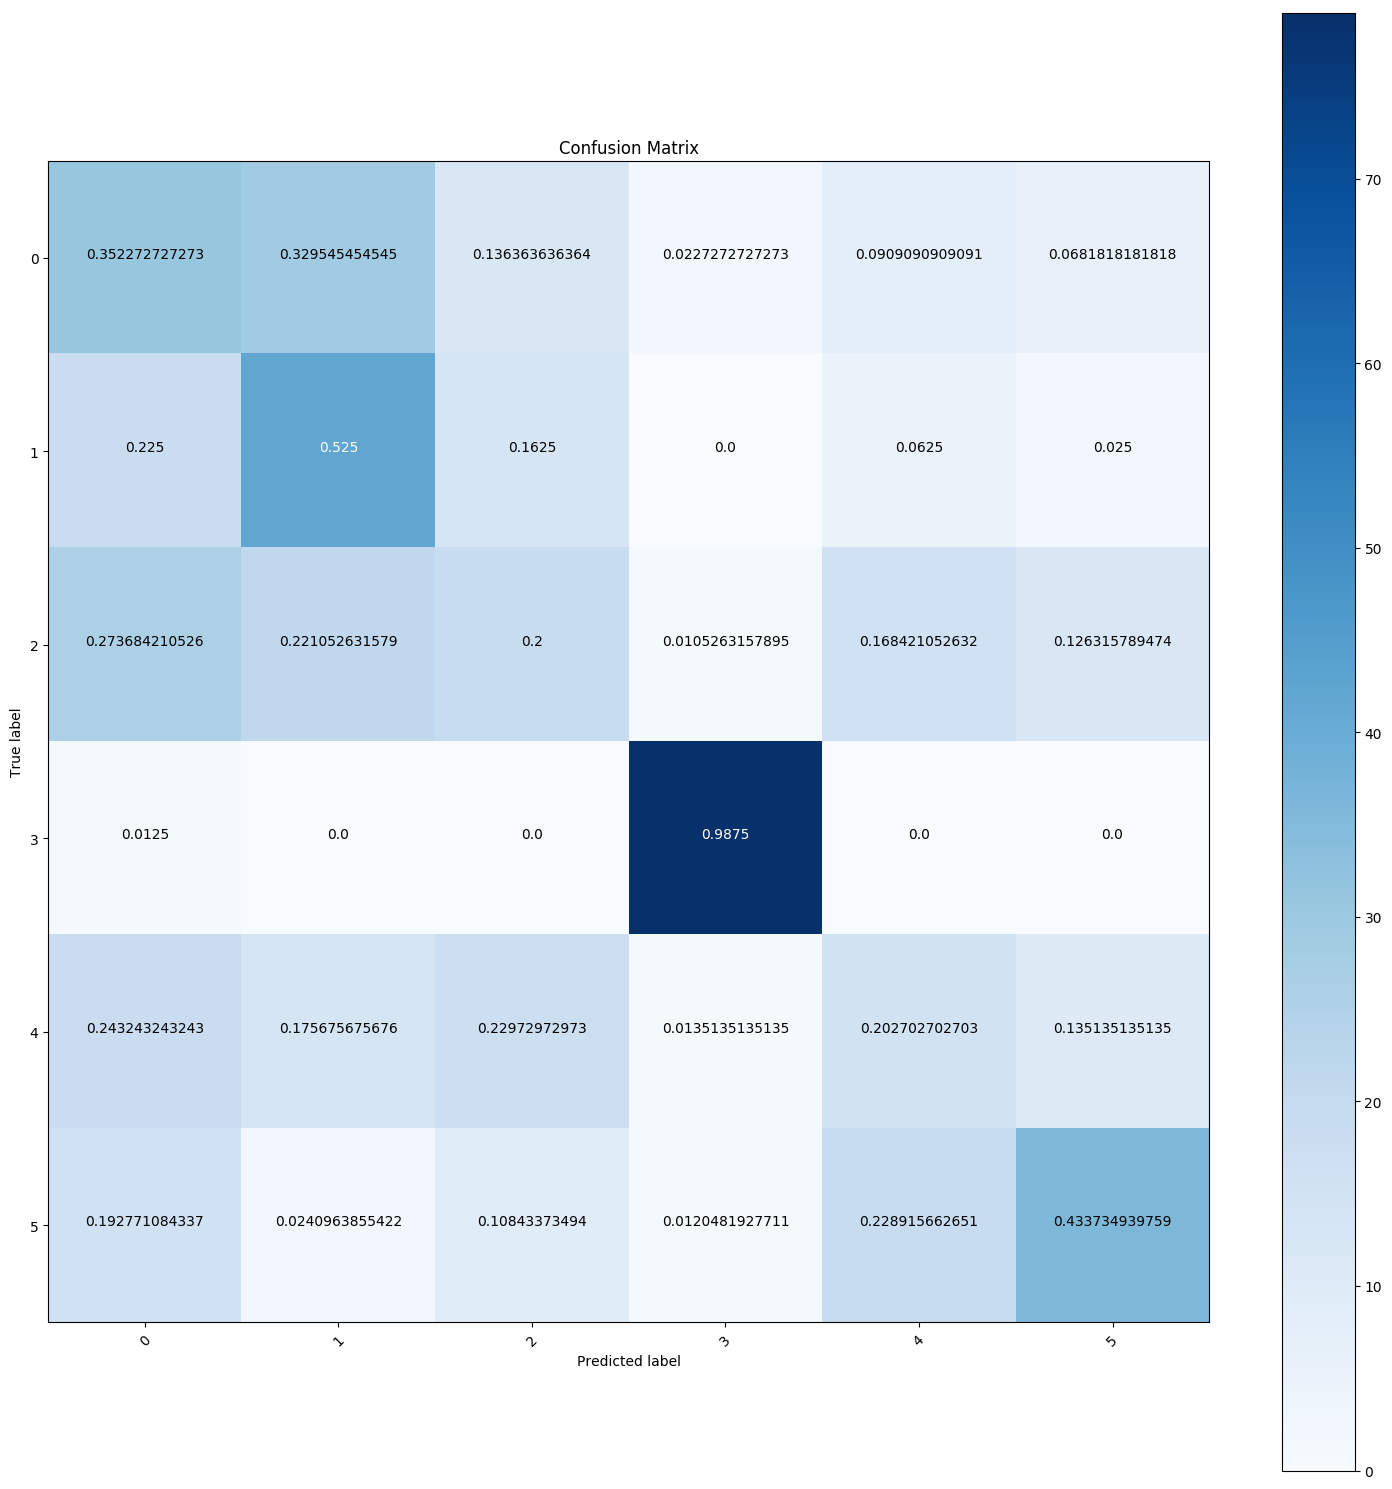 Confusion Matrix
0 0.352272727273 0.329545454545 0.136363636364 0.0227272727273 0.0909090909091 0.0681818181818
1 0.225 0.525 0.1625 0.0 0.0625 0.025
2 0.273684210526 0.221052631579 0.2 0.0105263157895 0.168421052632 0.126315789474
3 0.0125 0.0 0.0 0.9875 0.0 0.0
4 0.243243243243 0.175675675676 0.22972972973 0.0135135135135 0.202702702703 0.135135135135
5 0.192771084337 0.0240963855422 0.10843373494 0.0120481927711 0.228915662651 0.433734939759
0 1 2 3 4 5
Predicted label
True label
70
60
50
40
30
20
10
0